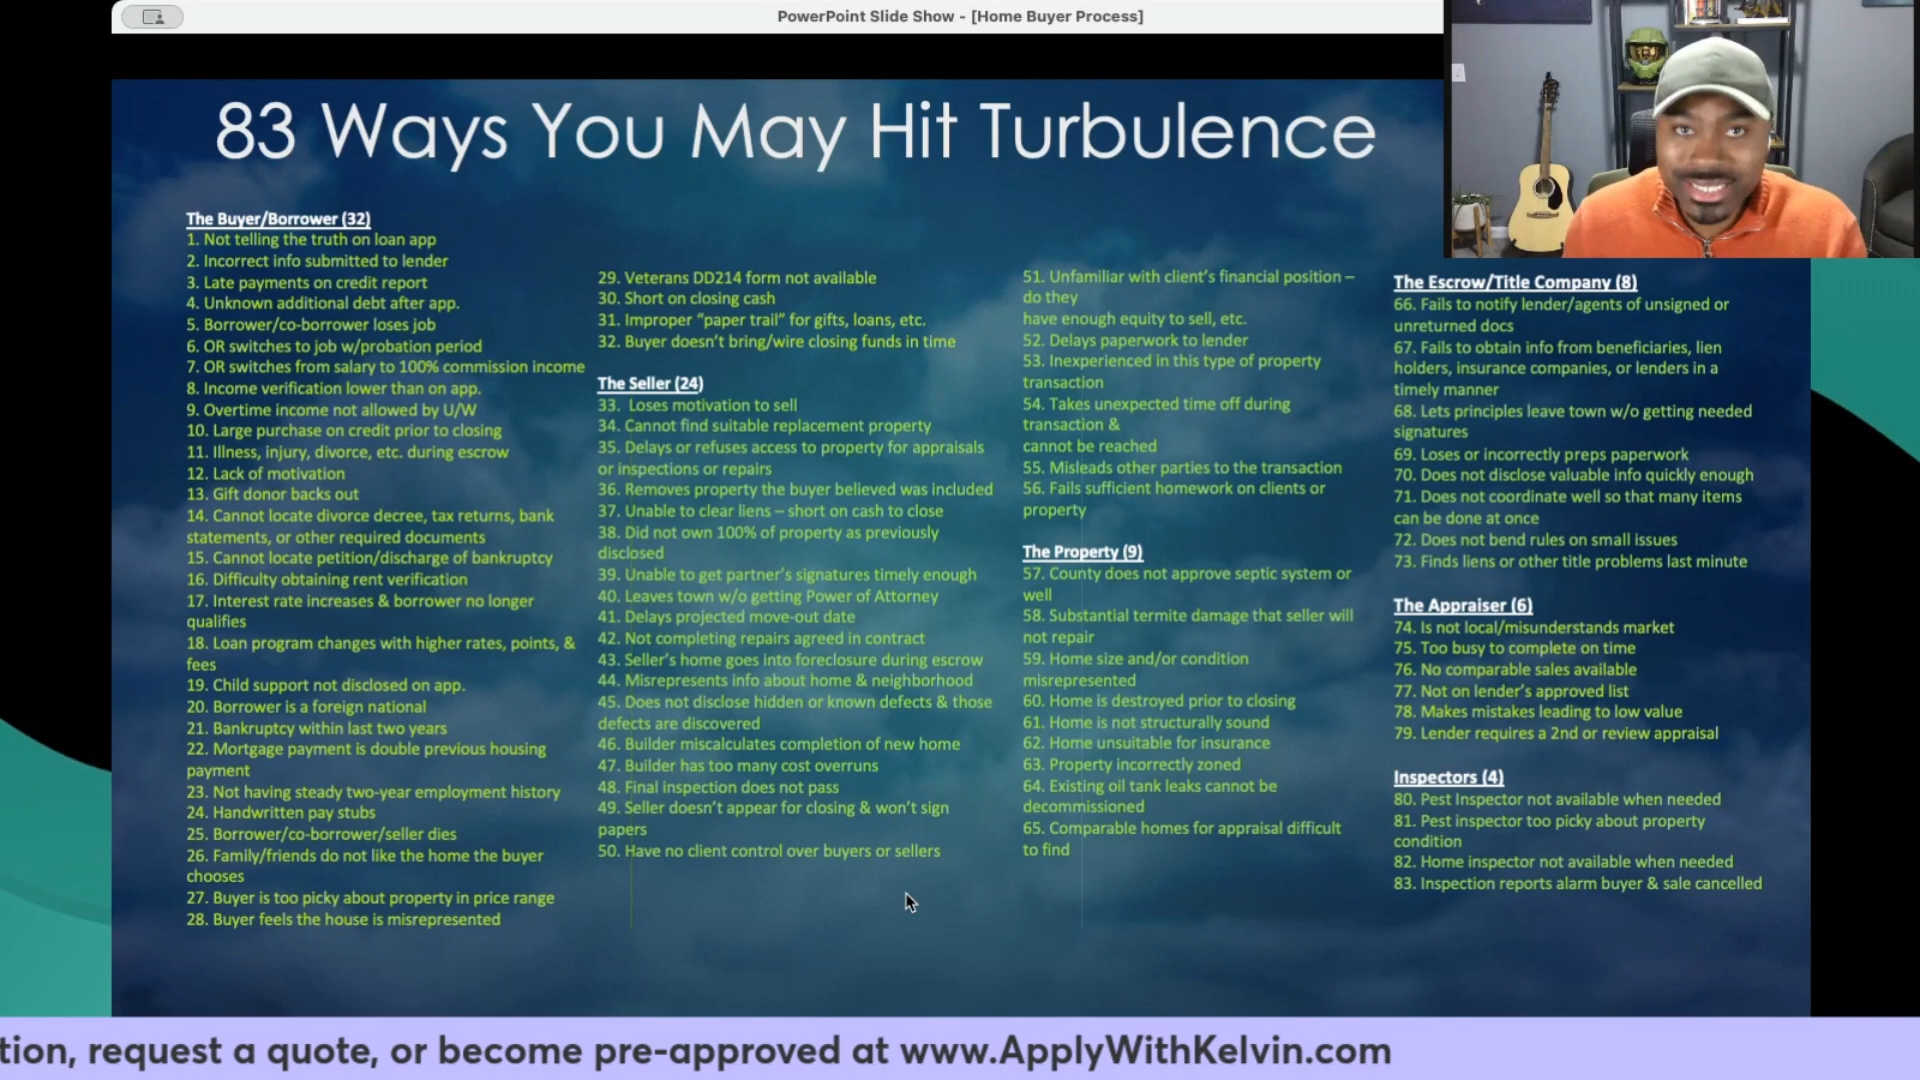 PowerPoint Slide Show - [Home Buyer Process]
83 Ways You May Hit Turbulence
The Buyer/Borrower (32)
1. Not telling the truth on loan app
2. Incorrect info submitted to lender
3. Late payments on credit report
4. Unknown additional debt after app.
5. Borrower/co-borrower loses job
6. OR switches to job w/probation period
7. OR switches from salary to 100% commission income
8. Income verification lower than on app.
9. Overtime income not allowed by U/W
10. Large purchase on credit prior to closing
11. Illness, injury, divorce, etc. during escrow
12. Lack of motivation
13. Gift donor backs out
14. Cannot locate divorce decree, tax returns, bank
statements, or other required documents
15. Cannot locate petition/discharge of bankruptcy
16. Difficulty obtaining rent verification
17. Interest rate increases & borrower no longer
qualifies
18. Loan program changes with higher rates, points, &
fees
19. Child support not disclosed on app.
20. Borrower is a foreign national
21. Bankruptcy within last two years
22. Mortgage payment is double previous housing
payment
23. Not having steady two-year employment history
24. Handwritten pay stubs
25. Borrower/co-borrower/seller dies
26. Family/friends do not like the home the buyer
chooses
27. Buyer is too picky about property in price range
28. Buyer feels the house is misrepresented
29. Veterans DD214 form not available
30. Short on closing cash
31. Improper “paper trail” for gifts, loans, etc.
32. Buyer doesn’t bring/wire closing funds in time
The Seller (24)
33.  Loses motivation to sell
34. Cannot find suitable replacement property
35. Delays or refuses access to property for appraisals
or inspections or repairs
36. Removes property the buyer believed was included
37. Unable to clear liens – short on cash to close
38. Did not own 100% of property as previously
disclosed
39. Unable to get partner’s signatures timely enough
40. Leaves town w/o getting Power of Attorney
41. Delays projected move-out date
42. Not completing repairs agreed in contract
43. Seller’s home goes into foreclosure during escrow
44. Misrepresents info about home & neighborhood
45. Does not disclose hidden or known defects & those
defects are discovered
46. Builder miscalculates completion of new home
47. Builder has too many cost overruns
48. Final inspection does not pass
49. Seller doesn’t appear for closing & won’t sign
papers
50. Have no client control over buyers or sellers
51. Unfamiliar with client’s financial position –
do they
have enough equity to sell, etc.
52. Delays paperwork to lender
53. Inexperienced in this type of property
transaction
54. Takes unexpected time off during
transaction &
cannot be reached
55. Misleads other parties to the transaction
56. Fails sufficient homework on clients or
property
The Property (9)
57. County does not approve septic system or
well
58. Substantial termite damage that seller will
not repair
59. Home size and/or condition
misrepresented
60. Home is destroyed prior to closing
61. Home is not structurally sound
62. Home unsuitable for insurance
63. Property incorrectly zoned
64. Existing oil tank leaks cannot be
decommissioned
65. Comparable homes for appraisal difficult
to find
The Escrow/Title Company (8)
66. Fails to notify lender/agents of unsigned or
unreturned docs
67. Fails to obtain info from beneficiaries, lien
holders, insurance companies, or lenders in a
timely manner
68. Lets principles leave town w/o getting needed
signatures
69. Loses or incorrectly preps paperwork
70. Does not disclose valuable info quickly enough
71. Does not coordinate well so that many items
can be done at once
72. Does not bend rules on small issues
73. Finds liens or other title problems last minute
The Appraiser (6)
74. Is not local/misunderstands market
75. Too busy to complete on time
76. No comparable sales available
77. Not on lender’s approved list
78. Makes mistakes leading to low value
79. Lender requires a 2nd or review appraisal
Inspectors (4)
80. Pest Inspector not available when needed
81. Pest inspector too picky about property
condition
82. Home inspector not available when needed
83. Inspection reports alarm buyer & sale cancelled
tion, request a quote, or become pre-approved at www.ApplyWithKelvin.com